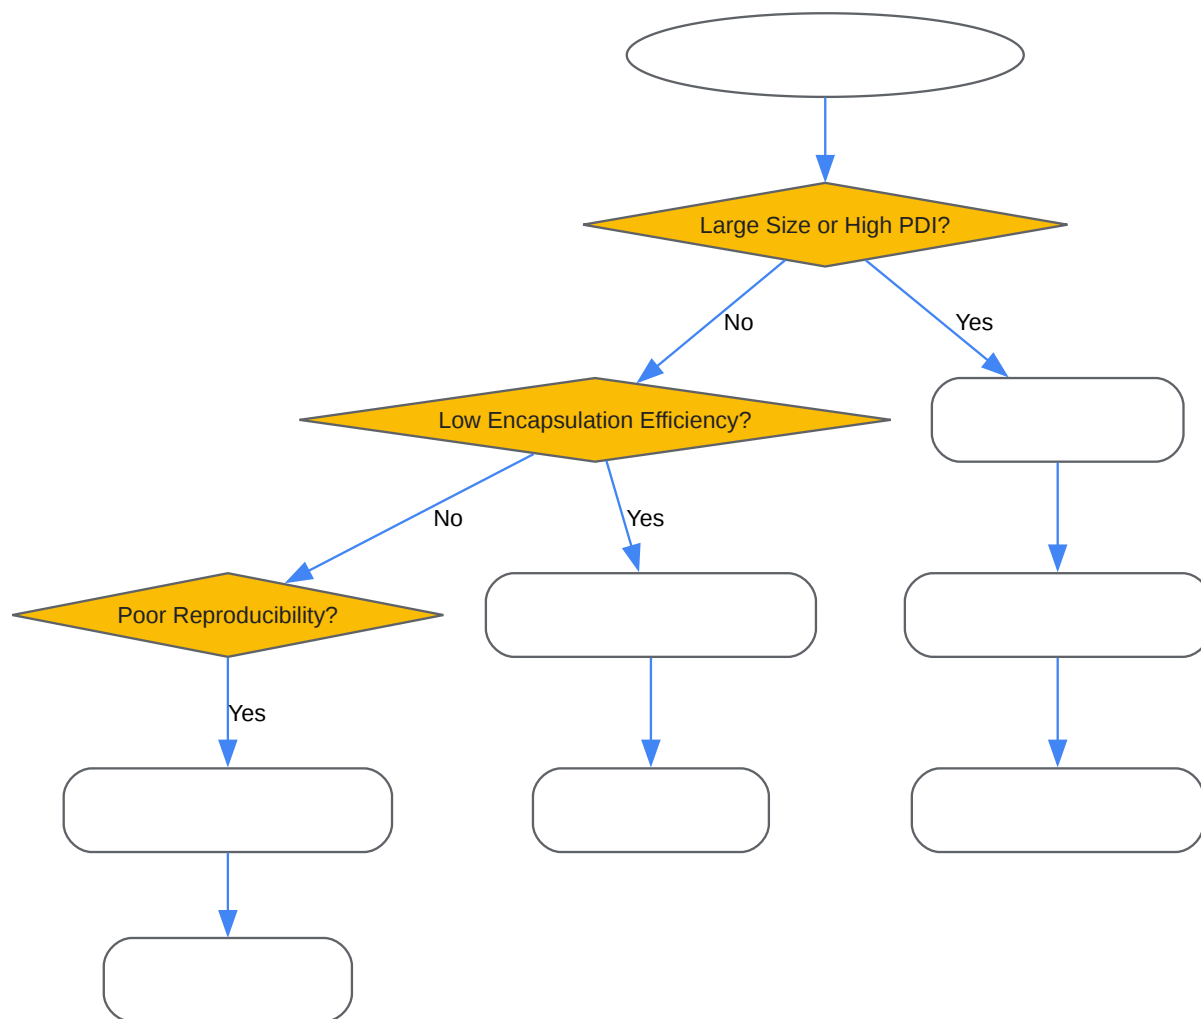 Large Size or High PDI?
No
Yes
Low Encapsulation Efficiency?
No
Yes
Poor Reproducibility?
Yes